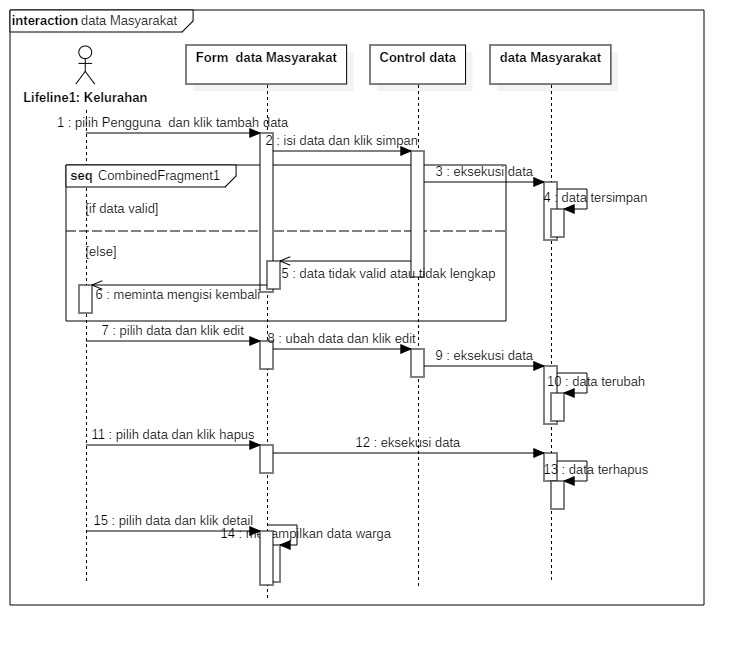 interaction data Masyarakat
Form data Masyarakat
Control data
data Masyarakat
Lifeline1: Kelurahan
1 : pilih Pengguna dan klik tambah data
2 : isi data dan klik simpan
seq CombinedFragment1
3 : eksekusi data
4 : data tersimpan
[if data valid]
[else]
5 : data tidak valid atau tidak lengkap
6 : meminta mengisi kembali
7 : pilih data dan klik edit
8 : ubah data dan klik edit
9 : eksekusi data
10 : data terubah
11 : pilih data dan klik hapus
12 : eksekusi data
13 : data terhapus
15 : pilih data dan klik detail
14 : menampilkan data warga